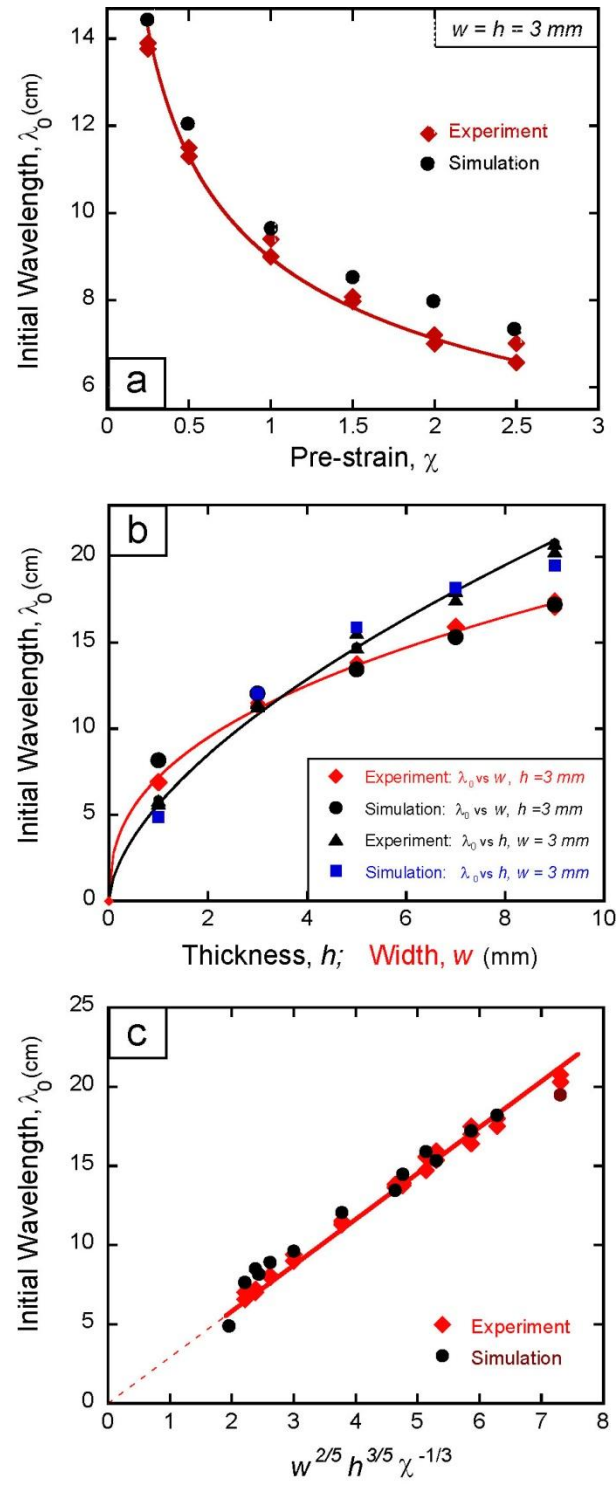 w = h = 3 mm
14
12
10
8
6
Initial Wavelength, λ0 (cm)
Experiment
Simulation
a
0
0.5
1
1.5
2
2.5
3
Pre-strain, χ
b
20
15
10
5
0
Initial Wavelength, λ0 (cm)
Experiment: λ0 vs w, h = 3 mm
Simulation: λ0 vs w, h = 3 mm
Experiment: λ0 vs h, w = 3 mm
Simulation: λ0 vs h, w = 3 mm
0
2
4
6
8
10
Thickness, h; Width, w (mm)
c
25
20
15
10
5
0
Initial Wavelength, λ0 (cm)
Experiment
Simulation
0
1
2
3
4
5
6
7
8
w^2/5 h^3/5 χ^-1/3